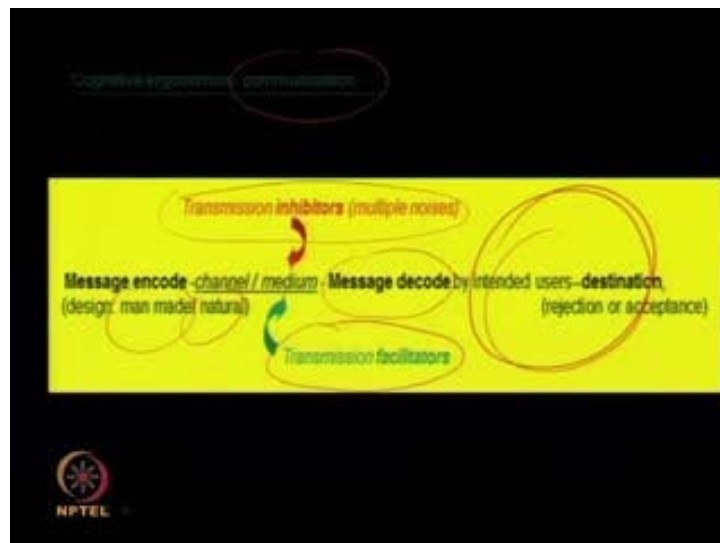 Cognitive ergonomics communication
Transmission inhibitors (multiple noises)
Message encode -channel / medium - Message decode by intended users-destination,
(design: man made/ natural) (rejection or acceptance)
Transmission facilitators
NPTEL